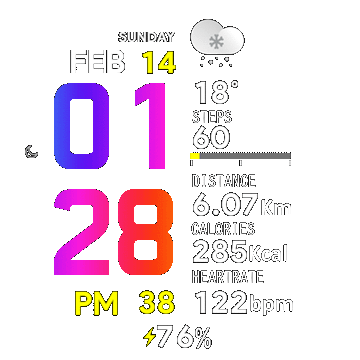 SUNDAY
FEB 14
01
28
PM 38
18°
STEPS
60
DISTANCE
6.07Km
CALORIES
285Kcal
HEARTRATE
122bpm
76%